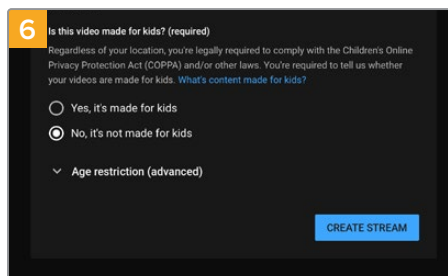 6
Is this video made for kids? (required)
Regardless of your location, you're legally required to comply with the Children's Online
Privacy Protection Act (COPPA) and/or other laws. You're required to tell us whether
your videos are made for kids. What's content made for kids?
Yes, it's made for kids
No, it's not made for kids
Age restriction (advanced)
CREATE STREAM